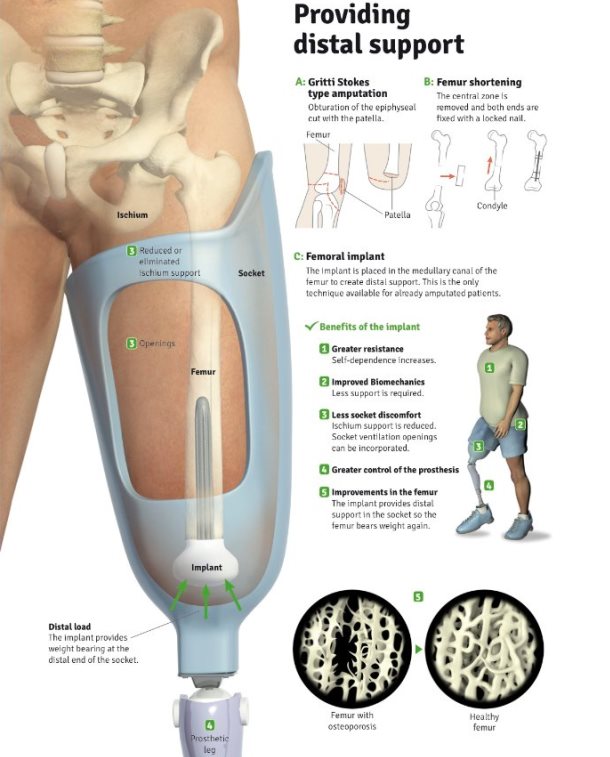 Providing
distal support
A: Gritti Stokes
type amputation
Obturation of the epiphyseal
cut with the patella.
Femur
Patella
B: Femur shortening
The central zone is
removed and both ends are
fixed with a locked nail.
Condyle
C: Femoral implant
The implant is placed in the medullary canal of the
femur to create distal support. This is the only
technique available for already amputated patients.
Benefits of the implant
1 Greater resistance
Self-dependence increases.
2 Improved Biomechanics
Less support is required.
3 Less socket discomfort
Ischium support is reduced.
Socket ventilation openings
can be incorporated.
4 Greater control of the prosthesis
5 Improvements in the femur
The implant provides distal
support in the socket so the
femur bears weight again.
1
2
3
4
Ischium
3 Reduced or
eliminated
Ischium support
Socket
3 Openings
Femur
Implant
Distal load
The implant provides
weight bearing at the
distal end of the socket.
4
Prosthetic
leg
5
Femur with
osteoporosis
Healthy
femur